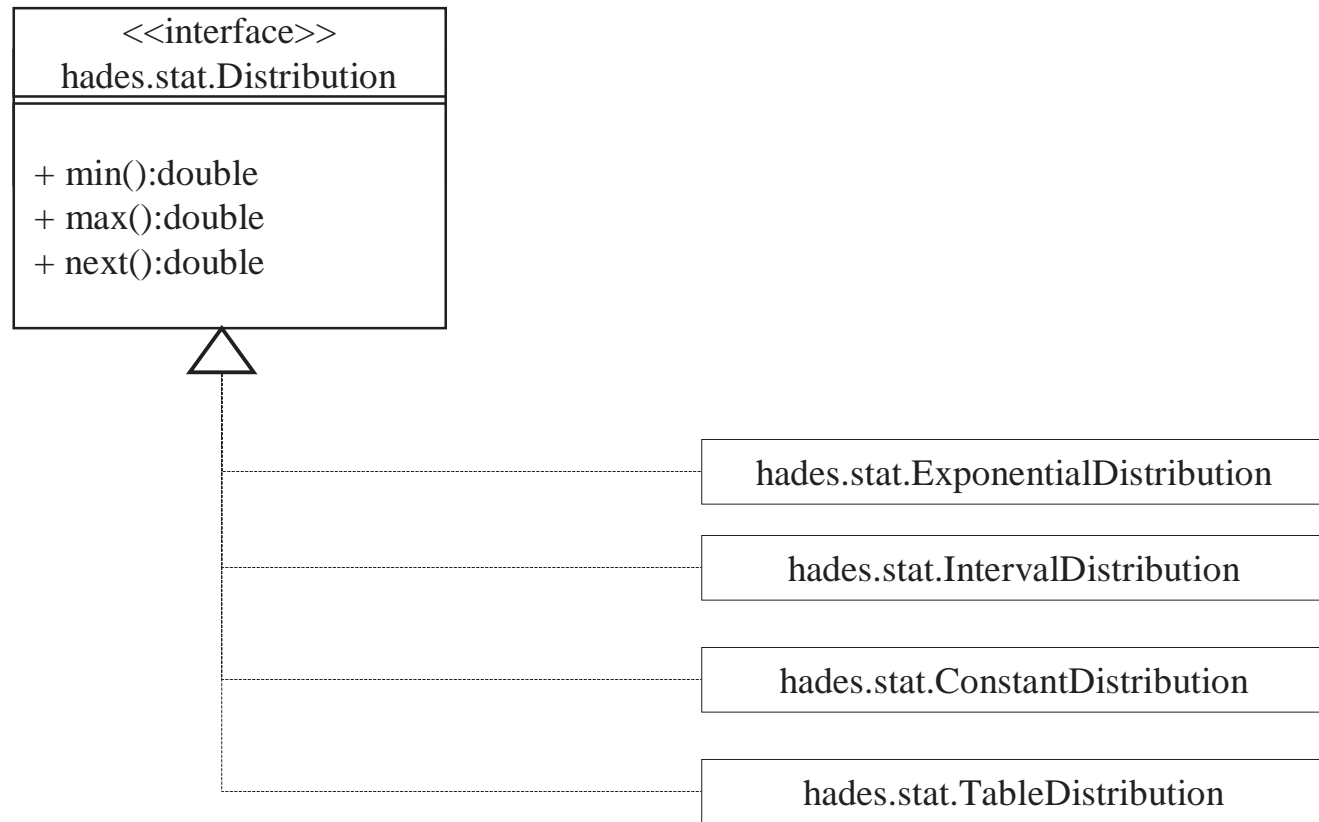 <<interface>>
hades.stat.Distribution
+ min():double
+ max():double
+ next():double
hades.stat.ExponentialDistribution
hades.stat.IntervalDistribution
hades.stat.ConstantDistribution
hades.stat.TableDistribution